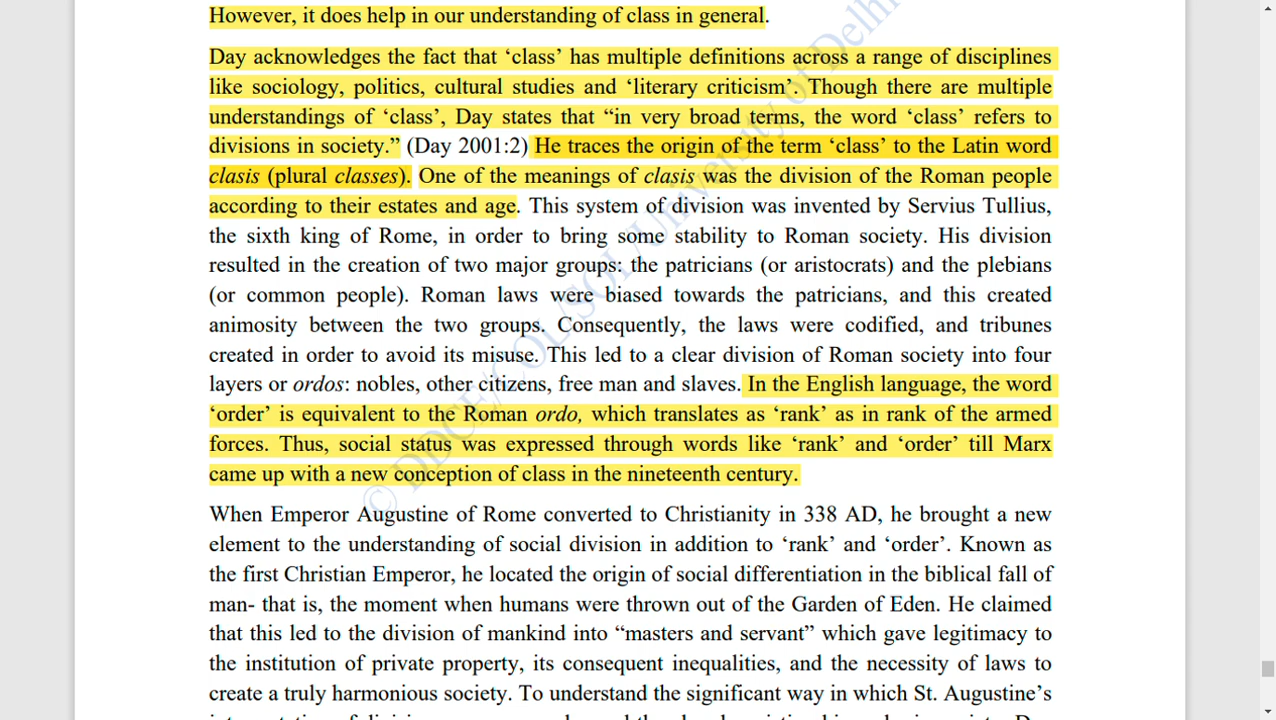 However, it does help in our understanding of class in general.
Day acknowledges the fact that ‘class’ has multiple definitions across a range of disciplines
like sociology, politics, cultural studies and ‘literary criticism’. Though there are multiple
understandings of ‘class’, Day states that “in very broad terms, the word ‘class’ refers to
divisions in society.” (Day 2001:2) He traces the origin of the term ‘class’ to the Latin word
clasis (plural classes). One of the meanings of clasis was the division of the Roman people
according to their estates and age. This system of division was invented by Servius Tullius,
the sixth king of Rome, in order to bring some stability to Roman society. His division
resulted in the creation of two major groups: the patricians (or aristocrats) and the plebians
(or common people). Roman laws were biased towards the patricians, and this created
animosity between the two groups. Consequently, the laws were codified, and tribunes
created in order to avoid its misuse. This led to a clear division of Roman society into four
layers or ordos: nobles, other citizens, free man and slaves. In the English language, the word
‘order’ is equivalent to the Roman ordo, which translates as ‘rank’ as in rank of the armed
forces. Thus, social status was expressed through words like ‘rank’ and ‘order’ till Marx
came up with a new conception of class in the nineteenth century.
When Emperor Augustine of Rome converted to Christianity in 338 AD, he brought a new
element to the understanding of social division in addition to ‘rank’ and ‘order’. Known as
the first Christian Emperor, he located the origin of social differentiation in the biblical fall of
man- that is, the moment when humans were thrown out of the Garden of Eden. He claimed
that this led to the division of mankind into “masters and servant” which gave legitimacy to
the institution of private property, its consequent inequalities, and the necessity of laws to
create a truly harmonious society. To understand the significant way in which St. Augustine’s
© DDCE/COL/SOL/University of Delhi